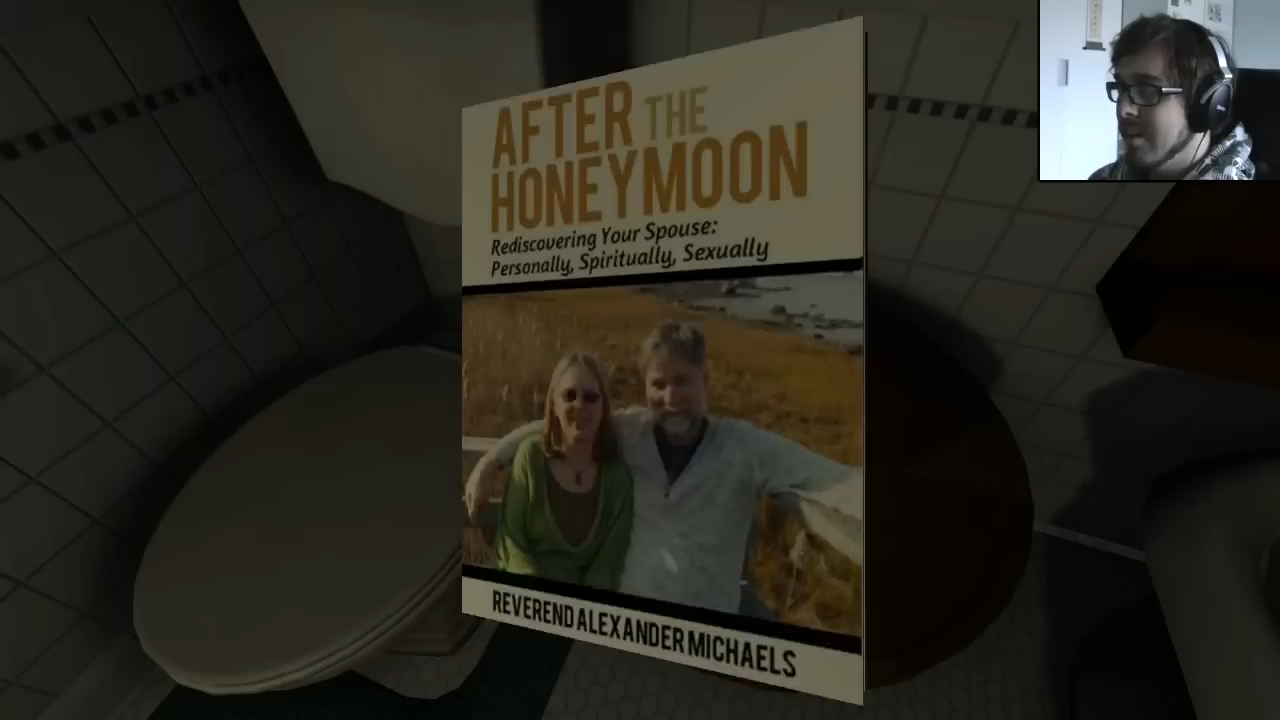 AFTER THE
HONEYMOON
Rediscovering Your Spouse:
Personally, Spiritually, Sexually
REVEREND ALEXANDER MICHAELS